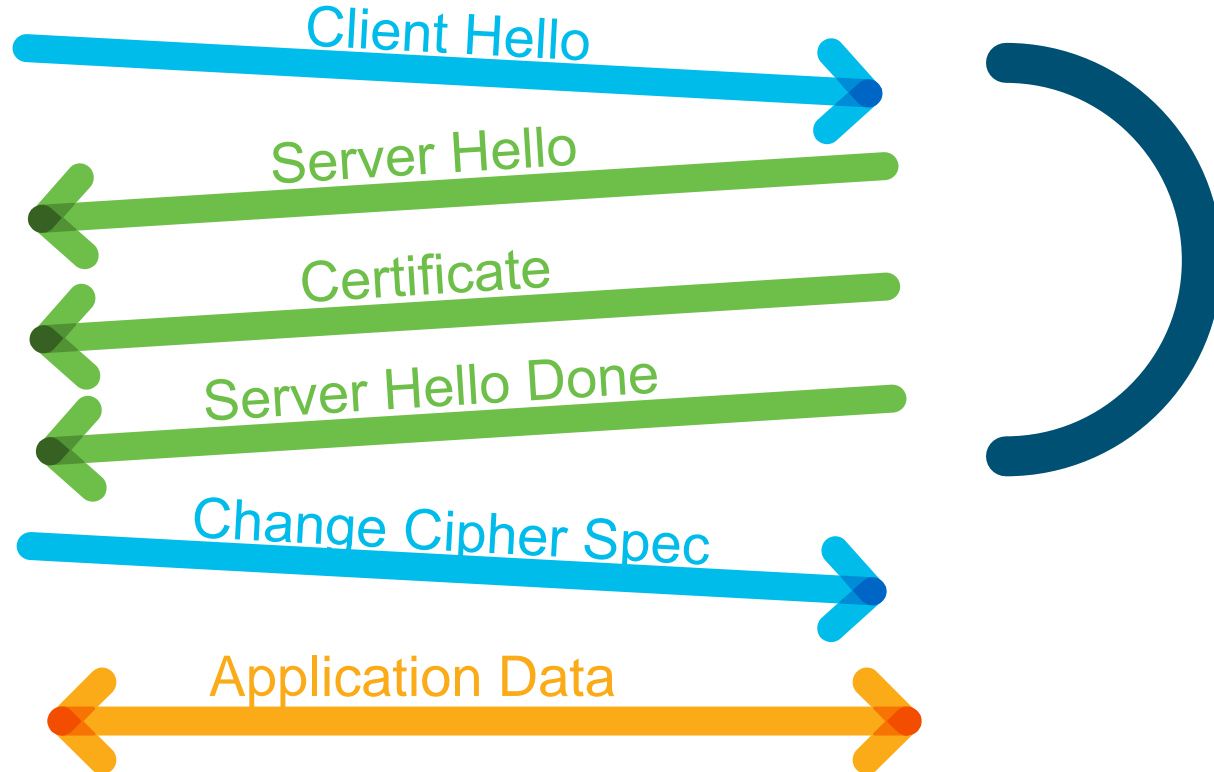 Client Hello
Server Hello
Certificate
Server Hello Done
Change Cipher Spec
Application Data